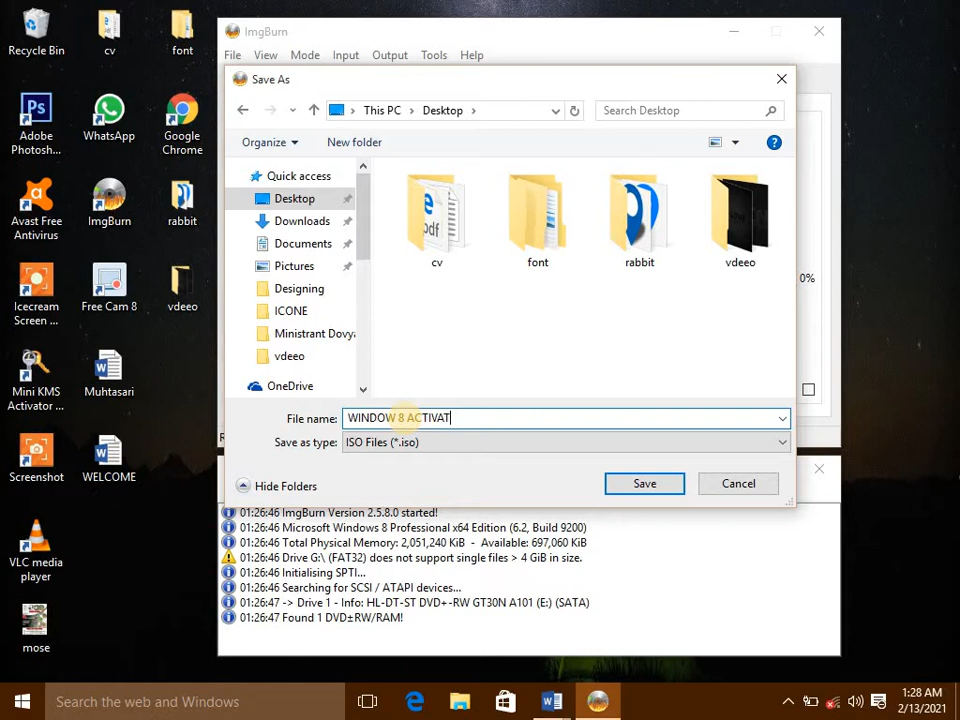 Recycle Bin
cv
font
Adobe Photosh...
WhatsApp
Google Chrome
Avast Free Antivirus
ImgBurn
rabbit
Icecream Screen ...
Free Cam 8
vdeeo
Mini KMS Activator ...
Muhtasari
Screenshot
WELCOME
VLC media player
mose
ImgBurn
File View Mode Input Output Tools Help
Save As
This PC > Desktop >
Search Desktop
Organize New folder
Quick access
Desktop
Downloads
Documents
Pictures
Designing
ICONE
Ministrant Dovya
vdeeo
OneDrive
pdf
cv font rabbit vdeeo
0%
File name: WINDOW 8 ACTIVAT
Save as type: ISO Files (*.iso)
Hide Folders
Save Cancel
01:26:46 ImgBurn Version 2.5.8.0 started!
01:26:46 Microsoft Windows 8 Professional x64 Edition (6.2, Build 9200)
01:26:46 Total Physical Memory: 2,051,240 KiB - Available: 697,060 KiB
01:26:46 Drive G:\ (FAT32) does not support single files > 4 GiB in size.
01:26:46 Initialising SPTI...
01:26:46 Searching for SCSI / ATAPI devices...
01:26:47 -> Drive 1 - Info: HL-DT-ST DVD+-RW GT30N A101 (E:) (SATA)
01:26:47 Found 1 DVD±RW/RAM!
Search the web and Windows
1:28 AM
2/13/2021